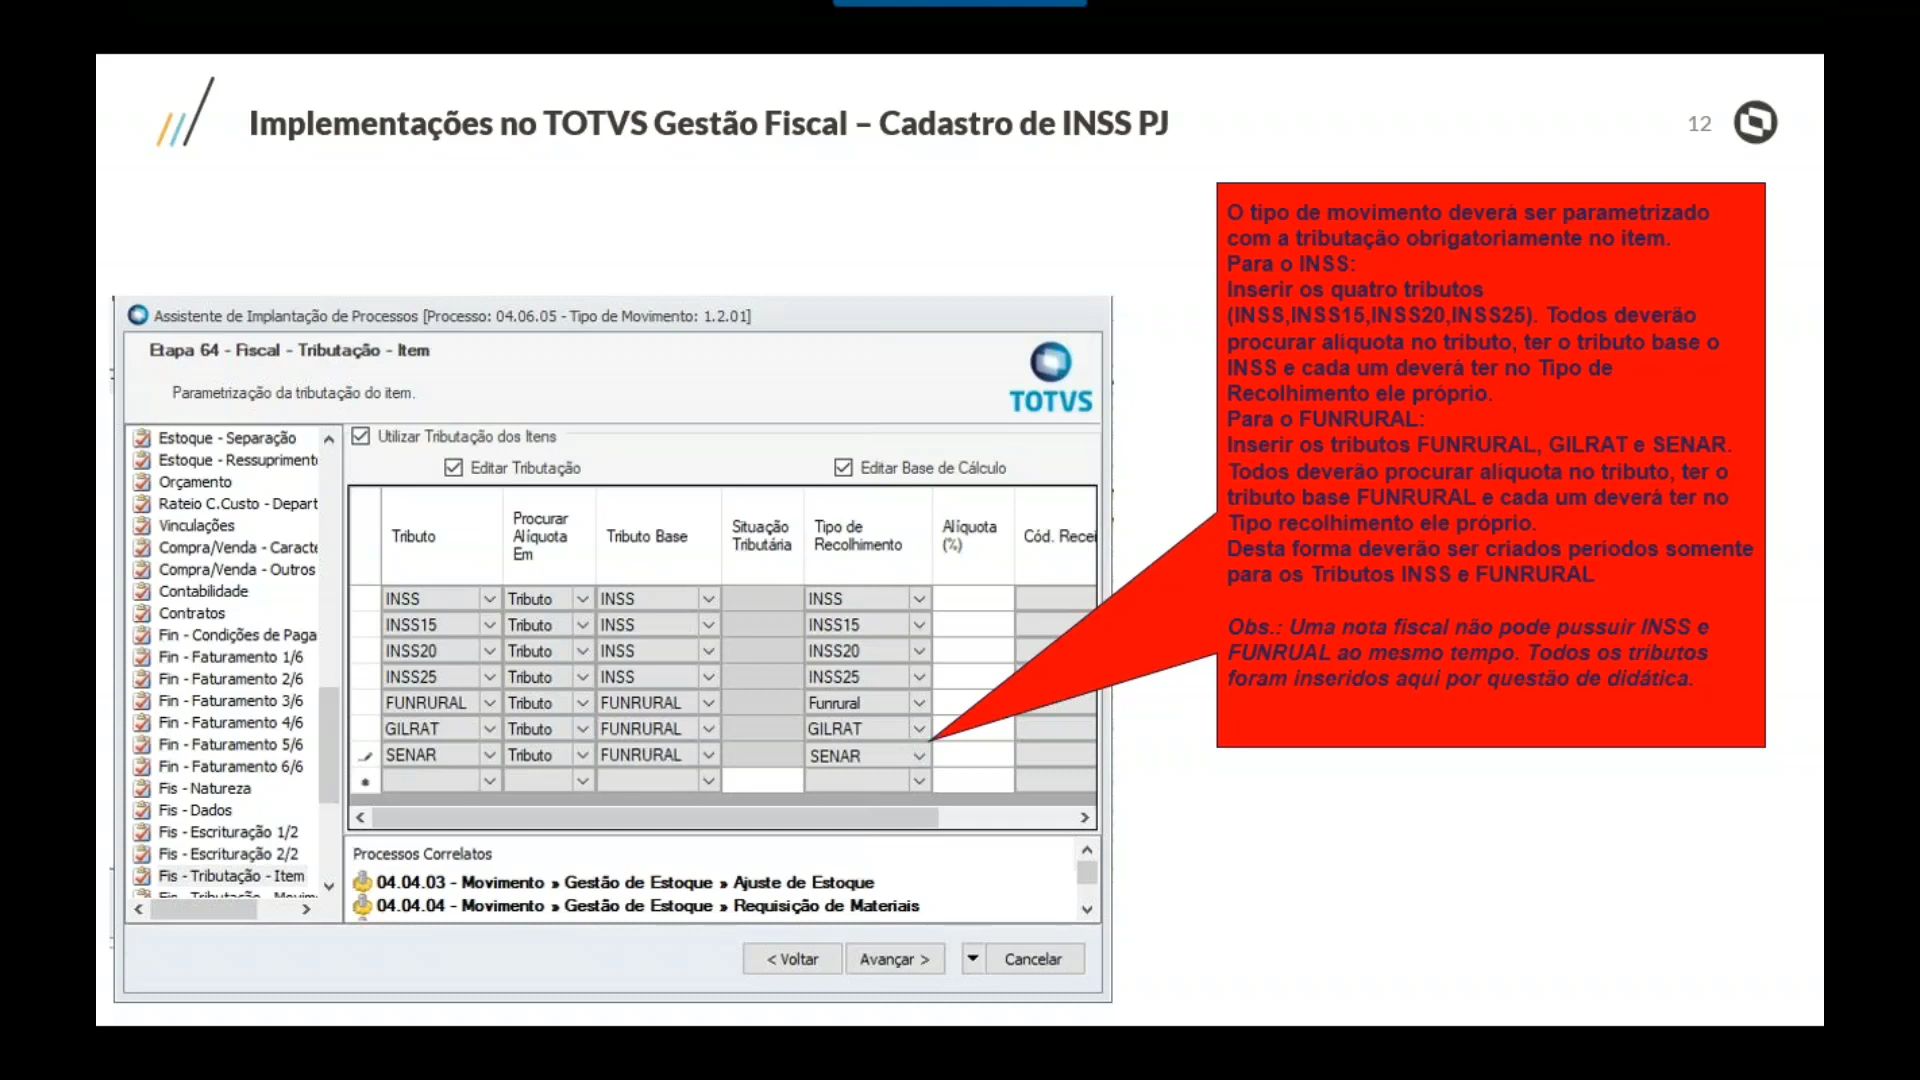 Implementações no TOTVS Gestão Fiscal – Cadastro de INSS PJ
12
O tipo de movimento deverá ser parametrizado
com a tributação obrigatoriamente no item.
Para o INSS:
Inserir os quatro tributos
(INSS,INSS15,INSS20,INSS25). Todos deverão
procurar alíquota no tributo, ter o tributo base o
INSS e cada um deverá ter no Tipo de
Recolhimento ele próprio.
Para o FUNRURAL:
Inserir os tributos FUNRURAL, GILRAT e SENAR.
Todos deverão procurar alíquota no tributo, ter o
tributo base FUNRURAL e cada um deverá ter no
Tipo recolhimento ele próprio.
Desta forma deverão ser criados períodos somente
para os Tributos INSS e FUNRURAL
Obs.: Uma nota fiscal não pode pussuir INSS e
FUNRUAL ao mesmo tempo. Todos os tributos
foram inseridos aqui por questão de didática.
Assistente de Implantação de Processos [Processo: 04.06.05 - Tipo de Movimento: 1.2.01]
Etapa 64 - Fiscal - Tributação - Item
Parametrização da tributação do item.
TOTVS
Estoque - Separação
Estoque - Ressupriment
Orçamento
Rateio C.Custo - Depart
Vinculações
Compra/Venda - Caracte
Compra/Venda - Outros
Contabilidade
Contratos
Fin - Condições de Paga
Fin - Faturamento 1/6
Fin - Faturamento 2/6
Fin - Faturamento 3/6
Fin - Faturamento 4/6
Fin - Faturamento 5/6
Fin - Faturamento 6/6
Fis - Natureza
Fis - Dados
Fis - Escrituração 1/2
Fis - Escrituração 2/2
Fis - Tributação - Item
Fis - Tributação - Movim
Utilizar Tributação dos Itens
Editar Tributação Editar Base de Cálculo
Tributo Procurar Alíquota Em Tributo Base Situação Tributária Tipo de Recolhimento Alíquota (%) Cód. Recei
INSS Tributo INSS INSS
INSS15 Tributo INSS INSS15
INSS20 Tributo INSS INSS20
INSS25 Tributo INSS INSS25
FUNRURAL Tributo FUNRURAL Funrural
GILRAT Tributo FUNRURAL GILRAT
SENAR Tributo FUNRURAL SENAR
Processos Correlatos
04.04.03 - Movimento » Gestão de Estoque » Ajuste de Estoque
04.04.04 - Movimento » Gestão de Estoque » Requisição de Materiais
< Voltar Avançar > Cancelar